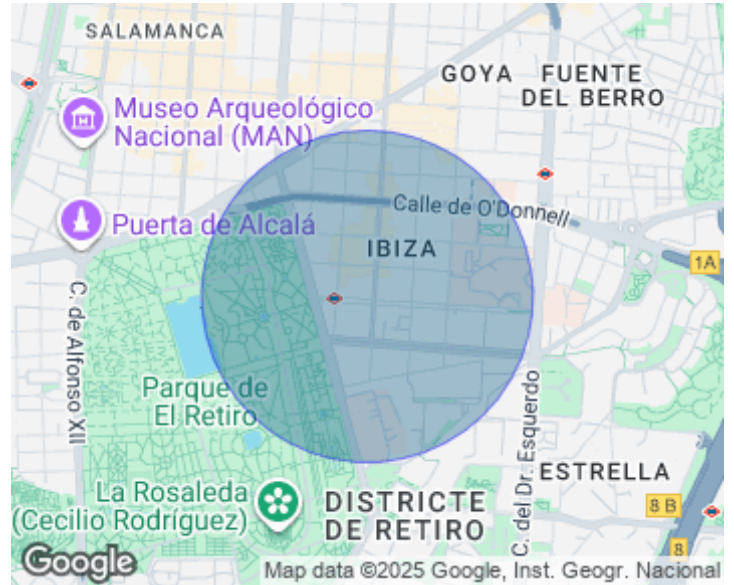 SALAMANCA
GOYA
FUENTE
DEL BERRO
Museo Arqueológico
Nacional (MAN)
Calle de O'Donnell
Puerta de Alcalá
IBIZA
1A
C. de Alfonso XII
Parque de
El Retiro
C. del Dr. Esquerdo
ESTRELLA
La Rosaleda
(Cecilio Rodríguez)
DISTRICTE
DE RETIRO
8 B
8
Google
Map data ©2025 Google, Inst. Geogr. Nacional